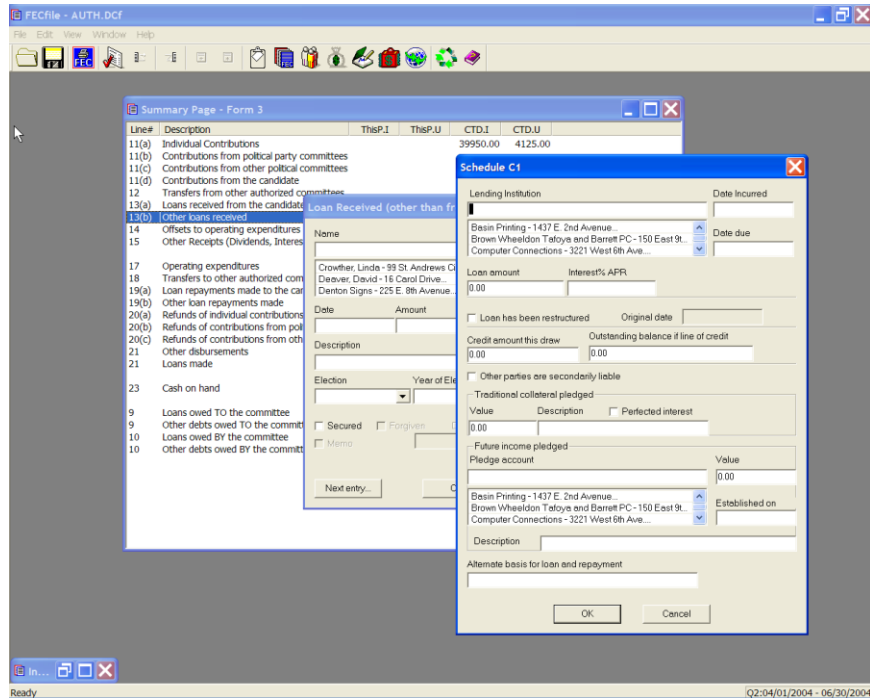 FECfile - AUTH.DCf
File Edit View Window Help
FEC
Summary Page - Form 3
Line# Description ThisP.I ThisP.U CTD.I CTD.U
11(a) Individual Contributions 39950.00 4125.00
11(b) Contributions from political party committees
11(c) Contributions from other political committees
11(d) Contributions from the candidate
12 Transfers from other authorized committees
13(a) Loans received from the candidate
13(b) Other loans received
14 Offsets to operating expenditures
15 Other Receipts (Dividends, Interes
17 Operating expenditures
18 Transfers to other authorized com
19(a) Loan repayments made to the can
19(b) Other loan repayments made
20(a) Refunds of individual contributions
20(b) Refunds of contributions from poli
20(c) Refunds of contributions from oth
21 Other disbursements
21 Loans made
23 Cash on hand
9 Loans owed TO the committee
9 Other debts owed TO the committ
10 Loans owed BY the committee
10 Other debts owed BY the committ
Loan Received (other than fr
Name
Crowther, Linda - 99 St. Andrews Ci
Deaver, David - 16 Carol Drive...
Denton Signs - 225 E. 8th Avenue...
Date Amount
Description
Election Year of Ele
Secured Forgiven
Memo
Next entry...
Schedule C1
Lending Institution Date Incurred
Basin Printing - 1437 E. 2nd Avenue...
Brown Wheeldon Tafoya and Barrett PC - 150 East 9t...
Computer Connections - 3221 West 6th Ave....
Date due
Loan amount Interest% APR
0.00
Loan has been restructured Original date
Credit amount this draw Outstanding balance if line of credit
0.00 0.00
Other parties are secondarily liable
Traditional collateral pledged
Value Description Perfected interest
0.00
Future income pledged
Pledge account Value
0.00
Basin Printing - 1437 E. 2nd Avenue...
Brown Wheeldon Tafoya and Barrett PC - 150 East 9t...
Computer Connections - 3221 West 6th Ave....
Established on
Description
Alternate basis for loan and repayment
OK Cancel
In...
Ready Q2:04/01/2004 - 06/30/2004